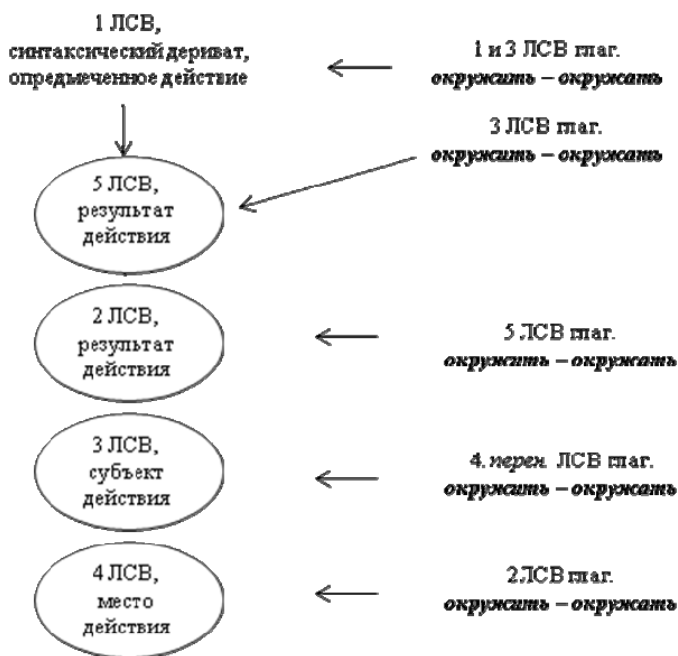 1 ЛСВ,
синтаксический дериват,
опредмеченное действие
1 и 3 ЛСВ глаг.
окружить – окружать
3 ЛСВ глаг.
окружить – окружать
5 ЛСВ,
результат
действия
2 ЛСВ,
результат
действия
5 ЛСВ глаг.
окружить – окружать
3 ЛСВ,
субъект
действия
4. перен. ЛСВ глаг.
окружить – окружать
4 ЛСВ,
место
действия
2 ЛСВ глаг.
окружить – окружать